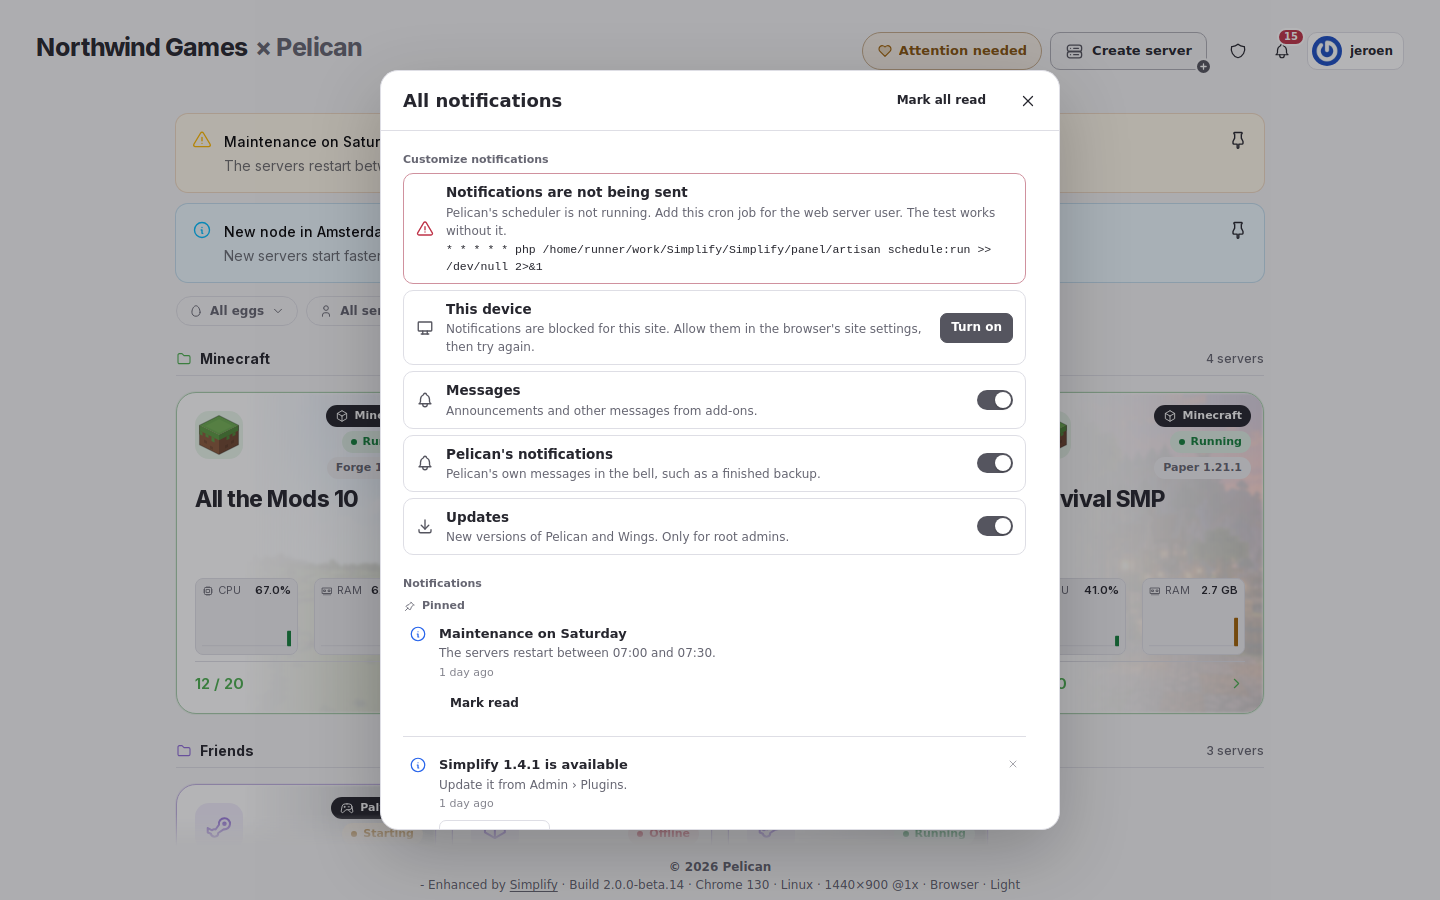 Northwind Games × Pelican
Attention needed
Create server
15
jeroen
All notifications
Mark all read
Maintenance on Satur
The servers restart bet
New node in Amsterda
New servers start faster
All eggs
All ser
Customize notifications
Notifications are not being sent
Pelican's scheduler is not running. Add this cron job for the web server user. The test works
without it.
* * * * * php /home/runner/work/Simplify/Simplify/panel/artisan schedule:run >>
/dev/null 2>&1
This device
Notifications are blocked for this site. Allow them in the browser's site settings,
then try again.
Turn on
Messages
Announcements and other messages from add-ons.
Pelican's notifications
Pelican's own messages in the bell, such as a finished backup.
Updates
New versions of Pelican and Wings. Only for root admins.
Notifications
Pinned
Maintenance on Saturday
The servers restart between 07:00 and 07:30.
1 day ago
Mark read
Simplify 1.4.1 is available
Update it from Admin › Plugins.
1 day ago
Minecraft
4 servers
Mine
Ru
Forge 1
All the Mods 10
CPU 67.0%
RAM 6
12 / 20
Minecraft
Running
Paper 1.21.1
vival SMP
U 41.0%
RAM 2.7 GB
0
Friends
3 servers
Pal
Starting
Offline
Running
© 2026 Pelican
- Enhanced by Simplify · Build 2.0.0-beta.14 · Chrome 130 · Linux · 1440×900 @1x · Browser · Light